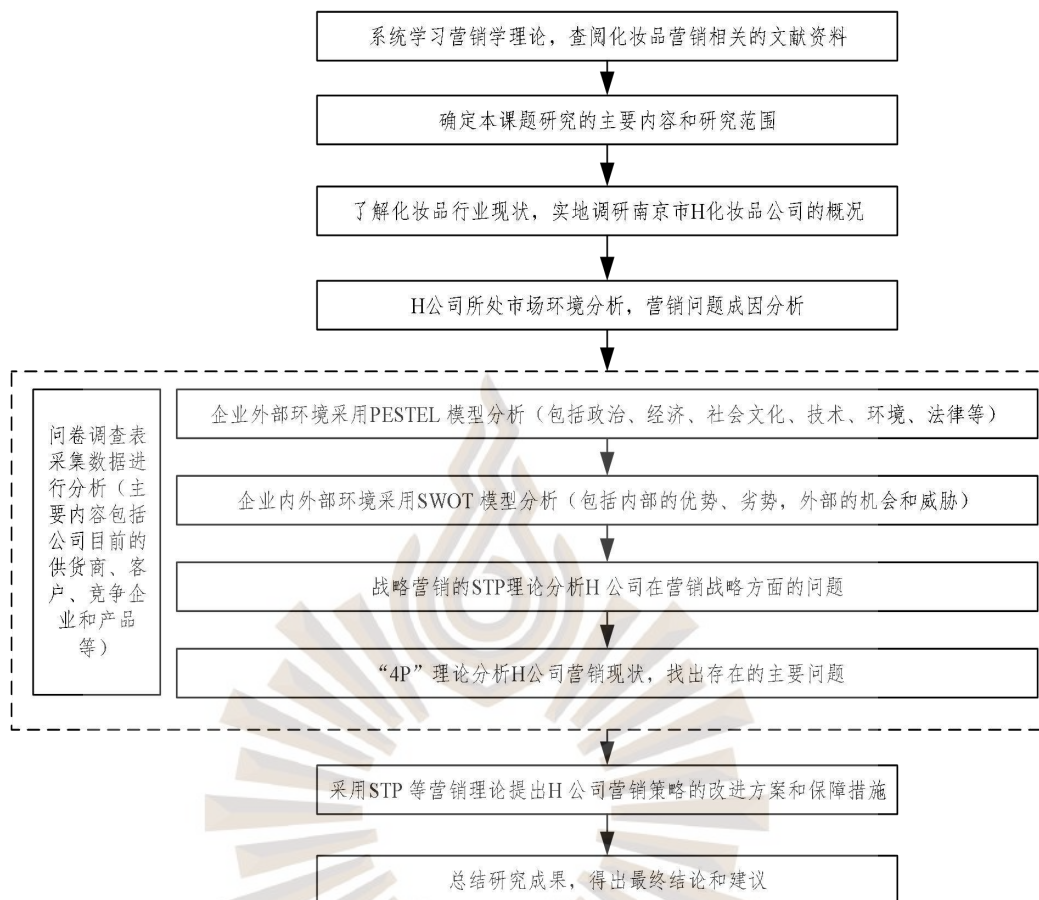 系统学习营销学理论，查阅化妆品营销相关的文献资料
确定本课题研究的主要内容和研究范围
了解化妆品行业现状，实地调研南京市H化妆品公司的概况
H公司所处市场环境分析，营销问题成因分析
问卷调查表
采集数据进
行分析（主
要内容包括
公司目前的
供货商、客
户、竞争企
业和产品
等）
企业外部环境采用PESTEL 模型分析（包括政治、经济、社会文化、技术、环境、法律等）
企业内外部环境采用SWOT 模型分析（包括内部的优势、劣势，外部的机会和威胁）
战略营销的STP理论分析H 公司在营销战略方面的问题
“4P”理论分析H公司营销现状，找出存在的主要问题
采用STP 等营销理论提出H 公司营销策略的改进方案和保障措施
总结研究成果，得出最终结论和建议